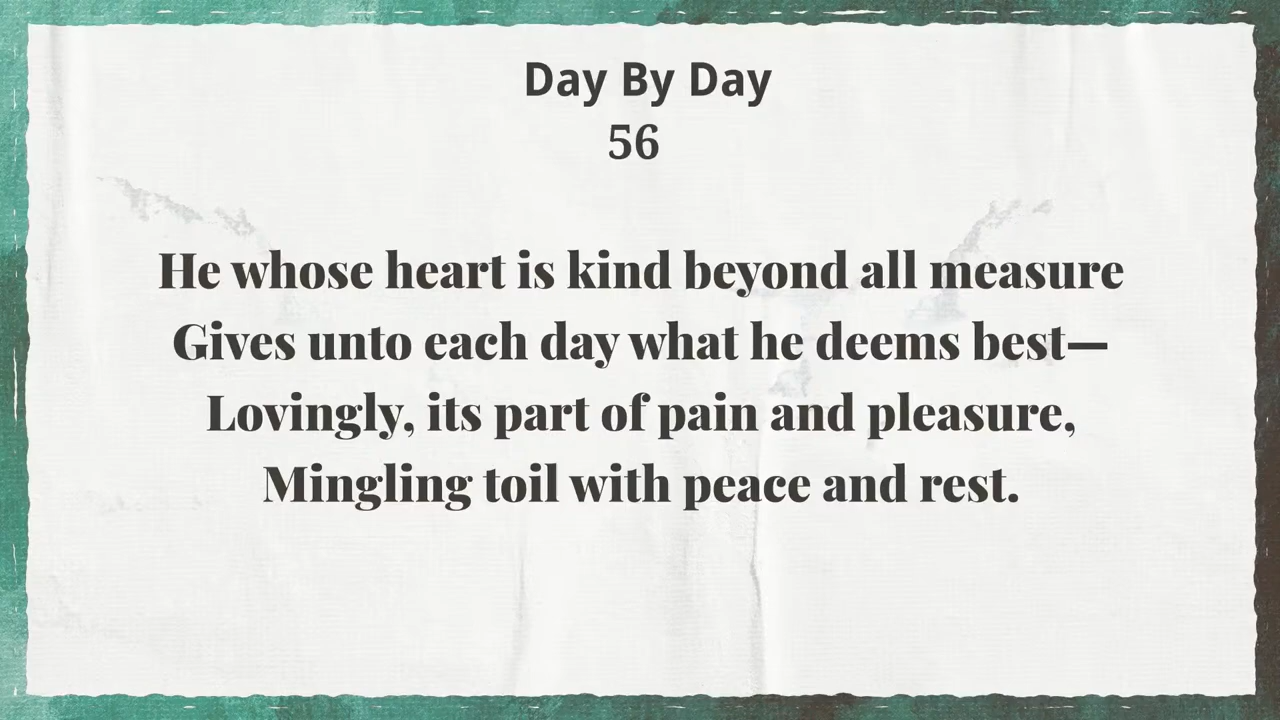 Day By Day
56
He whose heart is kind beyond all measure
Gives unto each day what he deems best—
Lovingly, its part of pain and pleasure,
Mingling toil with peace and rest.